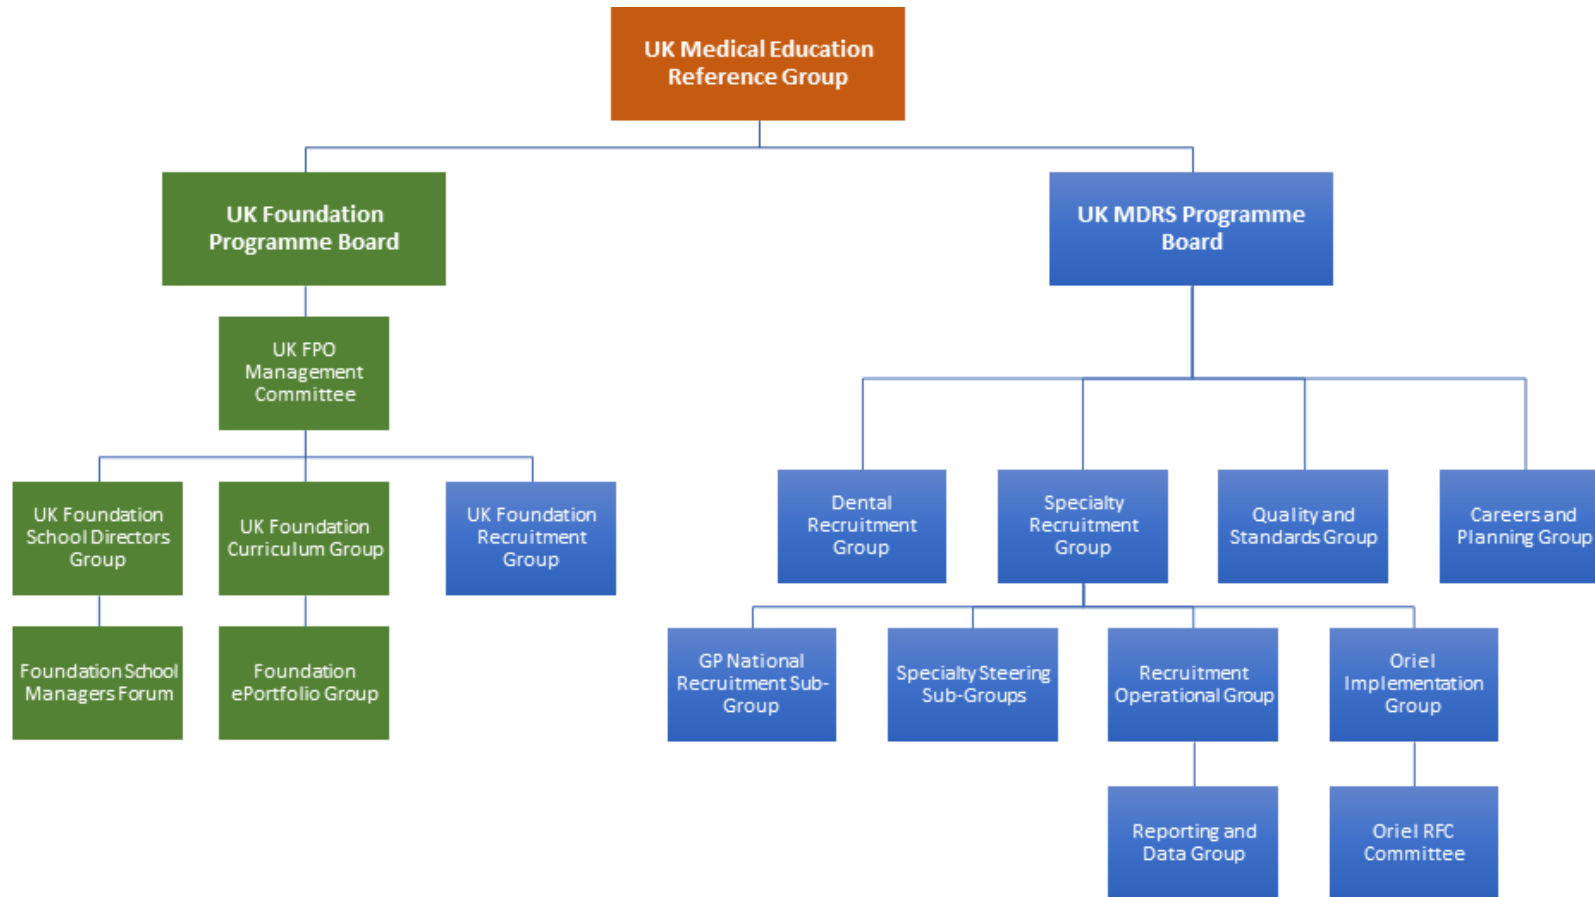 UK Medical Education
Reference Group
UK Foundation
Programme Board
UK MDRS Programme
Board
UK FPO
Management
Committee
UK Foundation
School Directors
Group
UK Foundation
Curriculum Group
UK Foundation
Recruitment
Group
Dental
Recruitment
Group
Specialty
Recruitment
Group
Quality and
Standards Group
Careers and
Planning Group
Foundation School
Managers Forum
Foundation
ePortfolio Group
GP National
Recruitment Sub-
Group
Specialty Steering
Sub-Groups
Recruitment
Operational Group
Oriel
Implementation
Group
Reporting and
Data Group
Oriel RFC
Committee